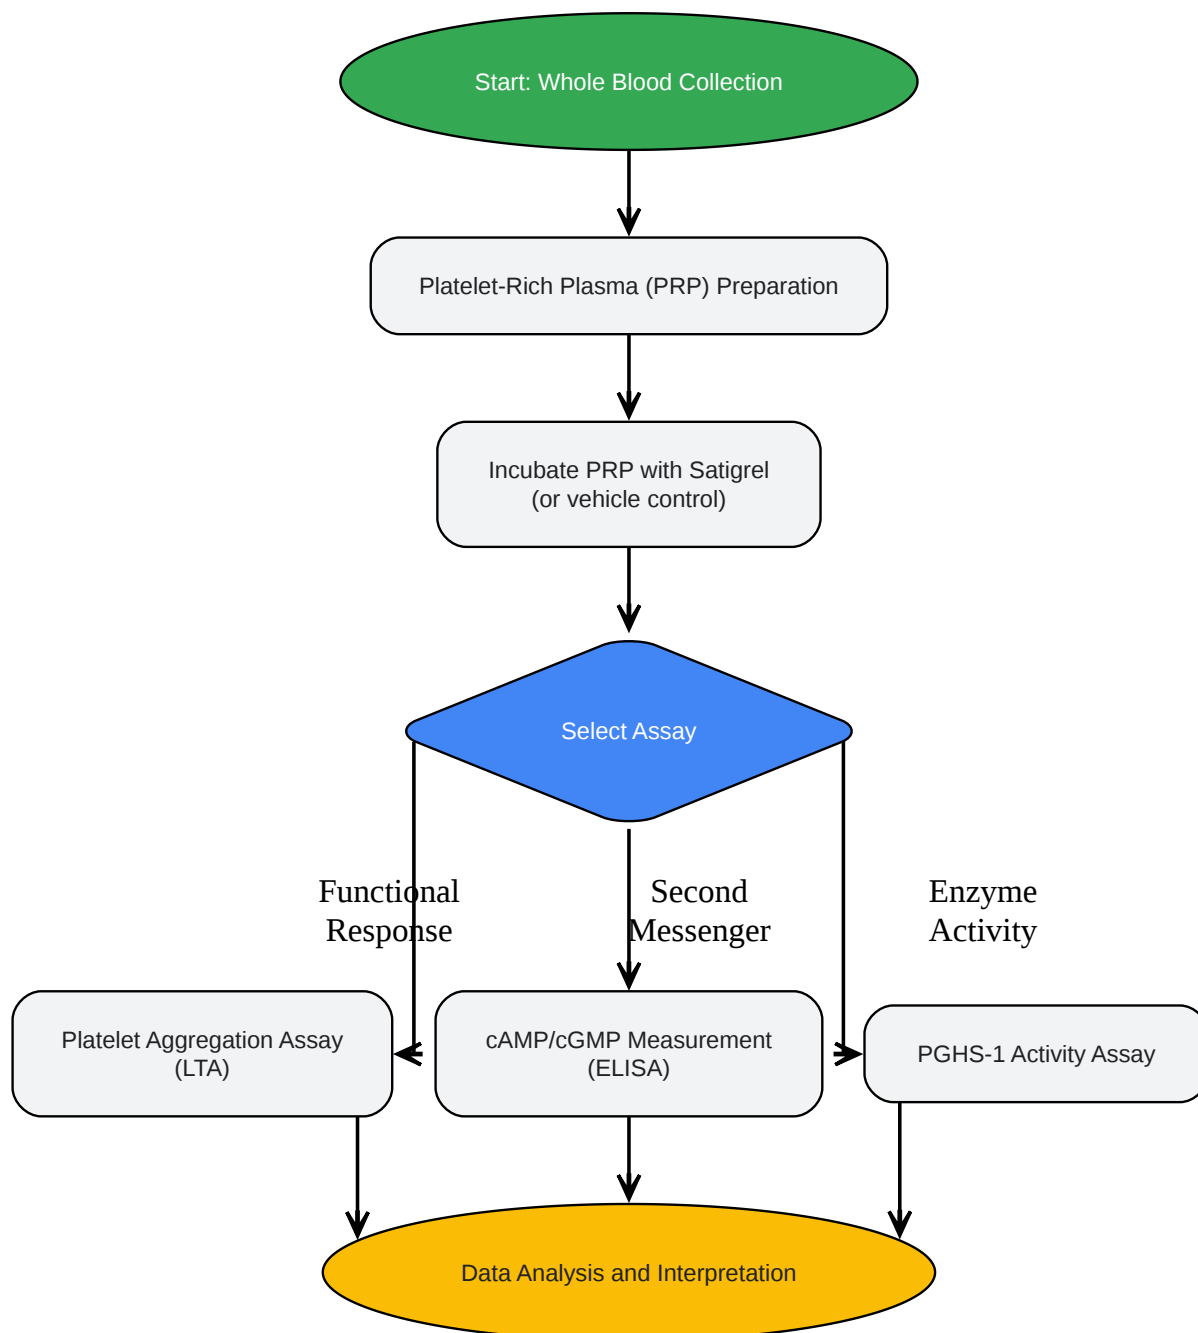 Start: Whole Blood Collection
Platelet-Rich Plasma (PRP) Preparation
Incubate PRP with Satigrel
(or vehicle control)
Select Assay
Functional
Response
Second
Messenger
Enzyme
Activity
Platelet Aggregation Assay
(LTA)
cAMP/cGMP Measurement
(ELISA)
PGHS-1 Activity Assay
Data Analysis and Interpretation